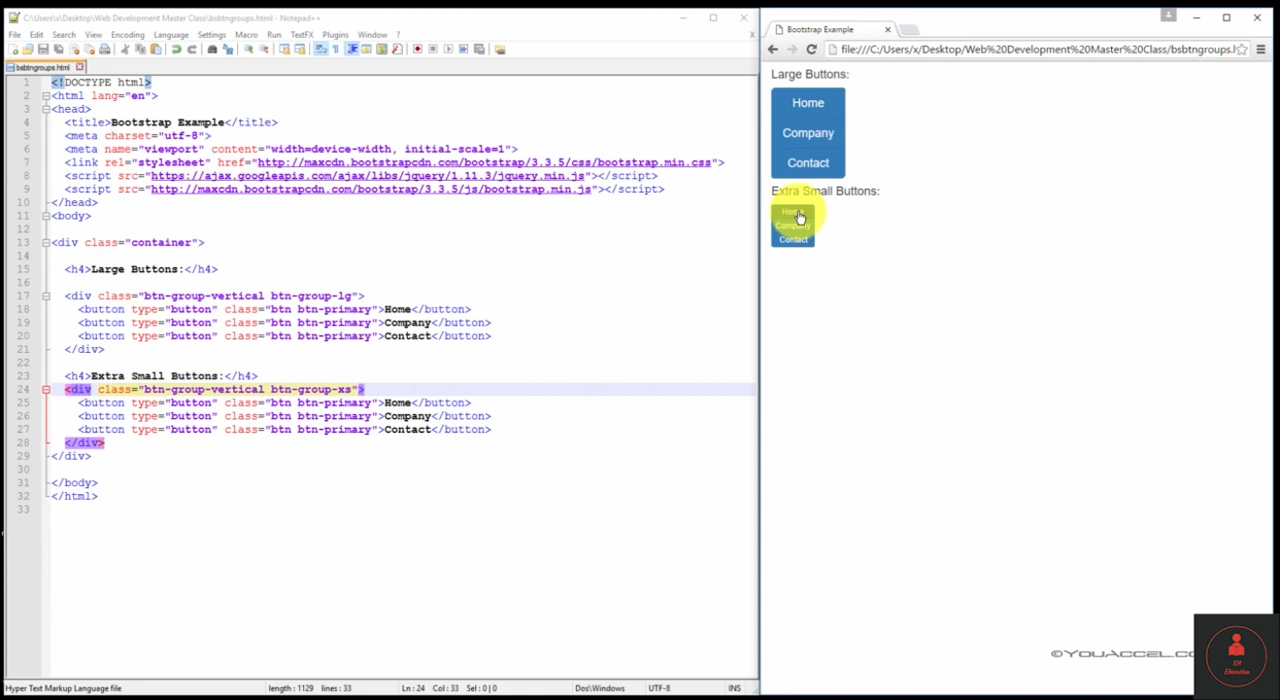 C:\Users\x\Desktop\Web Development Master Class\bsbtngroups.html - Notepad++
File Edit Search View Encoding Language Settings Macro Run TextFX Plugins Window ?
X
bsbtngroups.html
1 <!DOCTYPE html>
2 <html lang="en">
3 <head>
4 <title>Bootstrap Example</title>
5 <meta charset="utf-8">
6 <meta name="viewport" content="width=device-width, initial-scale=1">
7 <link rel="stylesheet" href="http://maxcdn.bootstrapcdn.com/bootstrap/3.3.5/css/bootstrap.min.css">
8 <script src="https://ajax.googleapis.com/ajax/libs/jquery/1.11.3/jquery.min.js"></script>
9 <script src="http://maxcdn.bootstrapcdn.com/bootstrap/3.3.5/js/bootstrap.min.js"></script>
10 </head>
11 <body>
12
13 <div class="container">
14
15 <h4>Large Buttons:</h4>
16
17 <div class="btn-group-vertical btn-group-lg">
18 <button type="button" class="btn btn-primary">Home</button>
19 <button type="button" class="btn btn-primary">Company</button>
20 <button type="button" class="btn btn-primary">Contact</button>
21 </div>
22
23 <h4>Extra Small Buttons:</h4>
24 <div class="btn-group-vertical btn-group-xs">
25 <button type="button" class="btn btn-primary">Home</button>
26 <button type="button" class="btn btn-primary">Company</button>
27 <button type="button" class="btn btn-primary">Contact</button>
28 </div>
29 </div>
30
31 </body>
32 </html>
33
Hyper Text Markup Language file length : 1129 lines : 33 Ln : 24 Col : 33 Sel : 0 | 0 Dos\Windows UTF-8 INS
Bootstrap Example
file:///C:/Users/x/Desktop/Web%20Development%20Master%20Class/bsbtngroups.h
Large Buttons:
Home
Company
Contact
Extra Small Buttons:
Home
Company
Contact
©YOUACCEL.CO
ER
Education